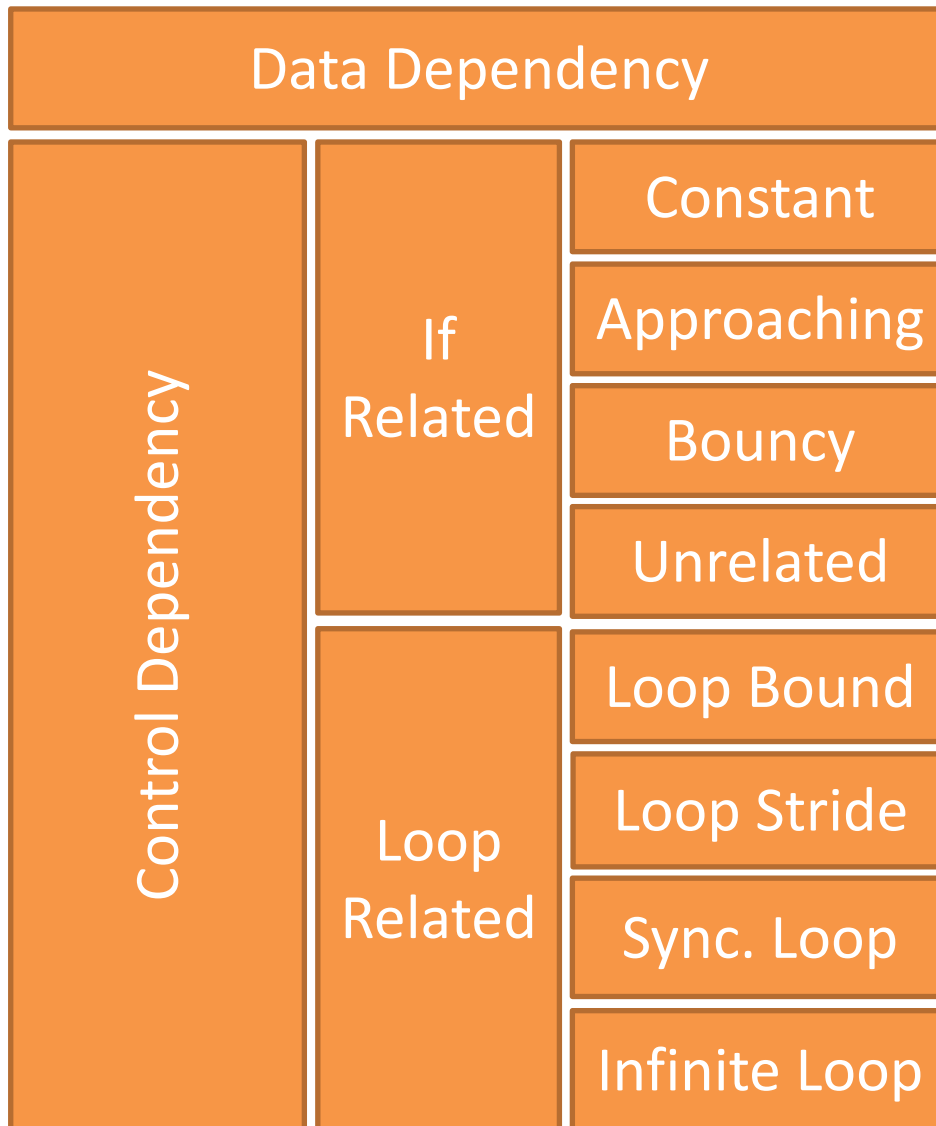 Data Dependency
Control Dependency
If
Related
Constant
Approaching
Bouncy
Unrelated
Loop
Related
Loop Bound
Loop Stride
Sync. Loop
Infinite Loop